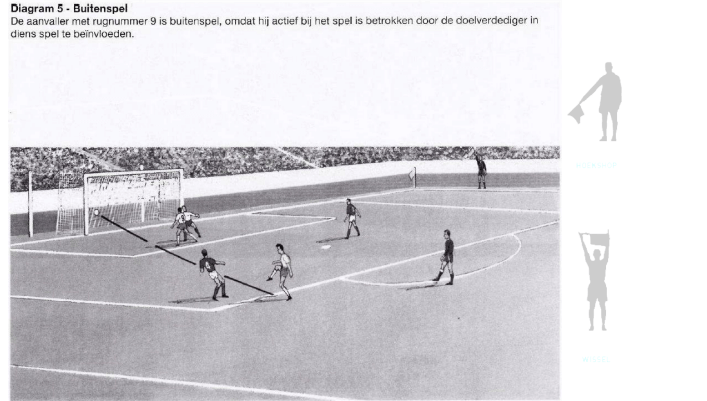 Diagram 5 - Buitenspel
De aanvaller met rugnummer 9 is buitenspel, omdat hij actief bij het spel is betrokken door de doelverdediger in
diens spel te beïnvloeden.